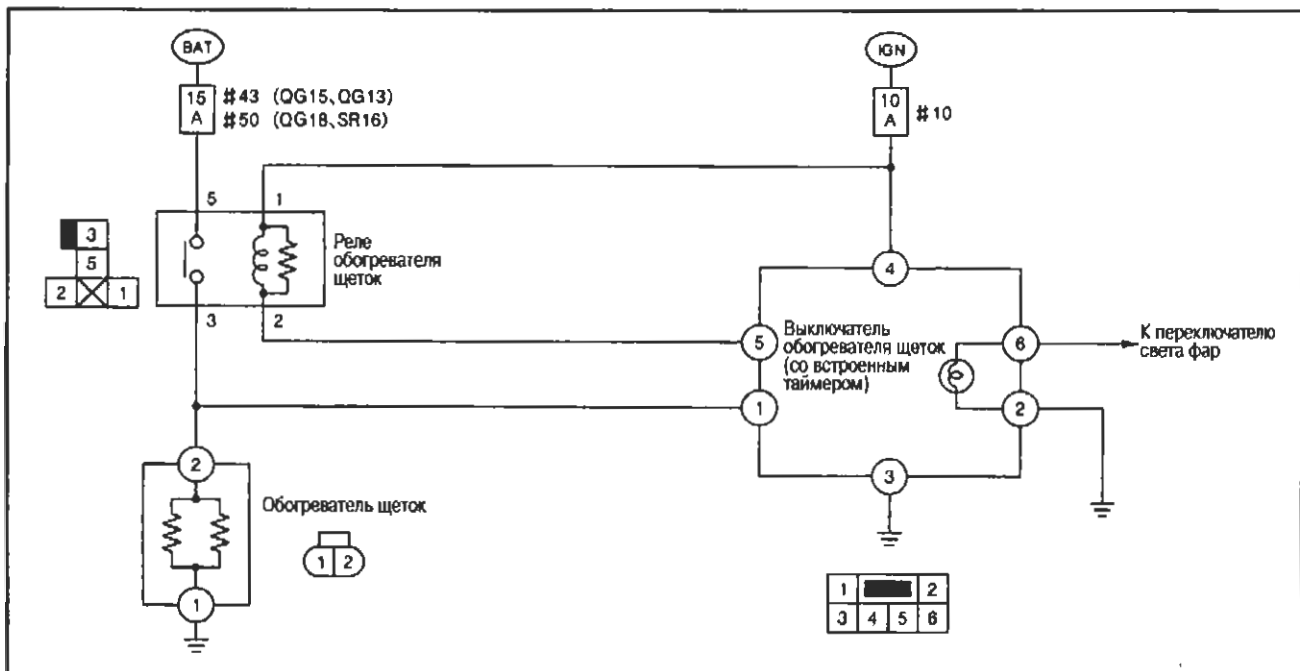 BAT
IGN
15
A
#43 (QG15、QG13)
#50 (QG18、SR16)
10
A
#10
5
1
3
5
2
1
Реле
обогревателя
щеток
3
2
4
5
Выключатель
обогревателя щеток
(со встроенным
таймером)
6
К переключателю
света фар
1
2
3
2
Обогреватель щеток
1 2
1
1 2
3 4 5 6